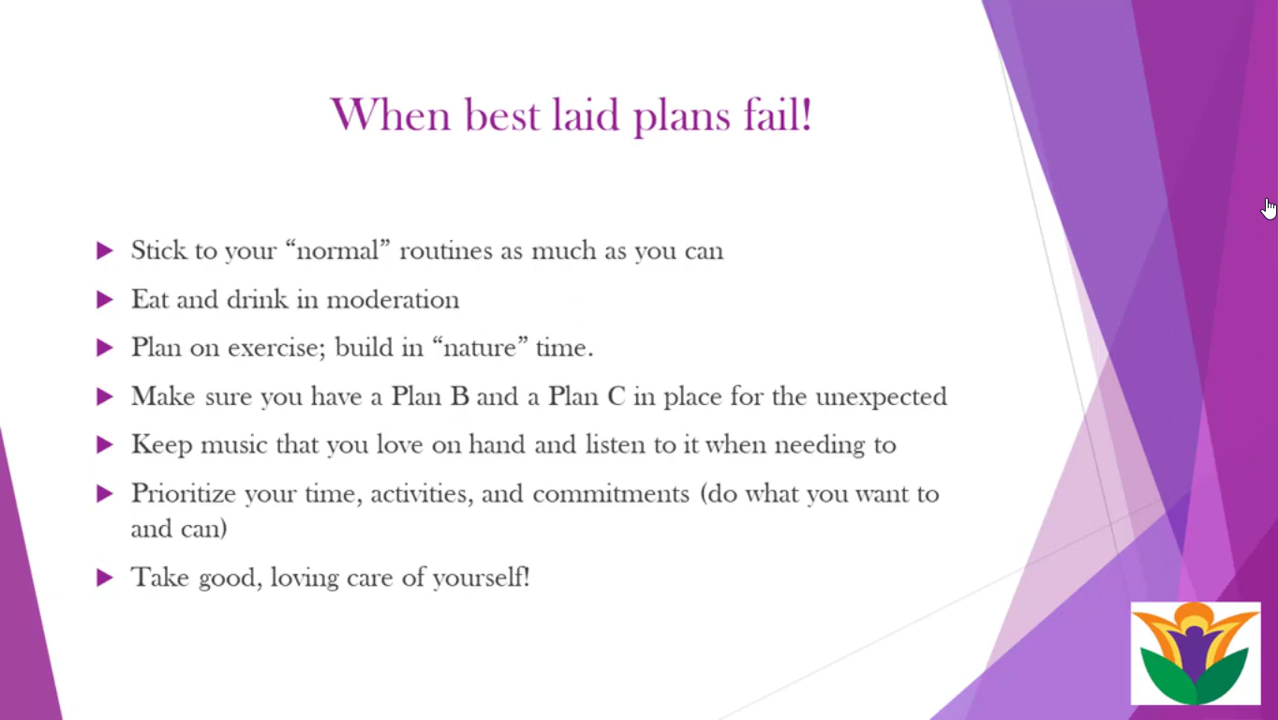 When best laid plans fail!
Stick to your “normal” routines as much as you can
Eat and drink in moderation
Plan on exercise; build in “nature” time.
Make sure you have a Plan B and a Plan C in place for the unexpected
Keep music that you love on hand and listen to it when needing to
Prioritize your time, activities, and commitments (do what you want to
and can)
Take good, loving care of yourself!